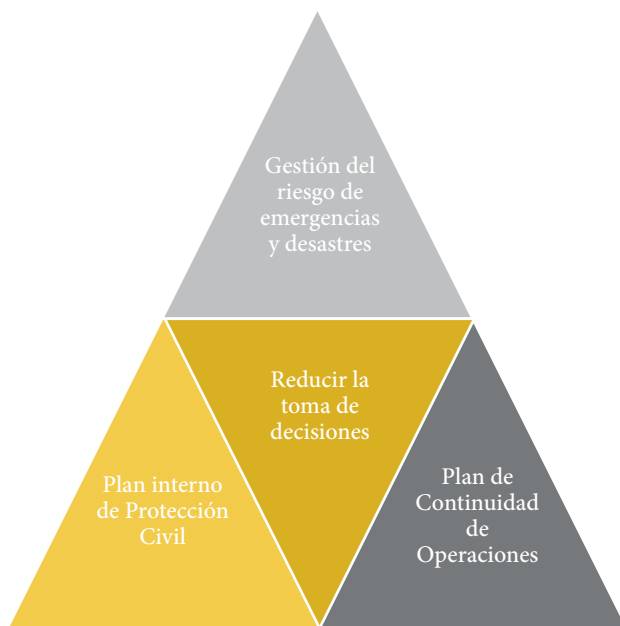 Gestión del
riesgo de
emergencias
y desastres
Reducir la
toma de
decisiones
Plan interno
de Protección
Civil
Plan de
Continuidad
de
Operaciones